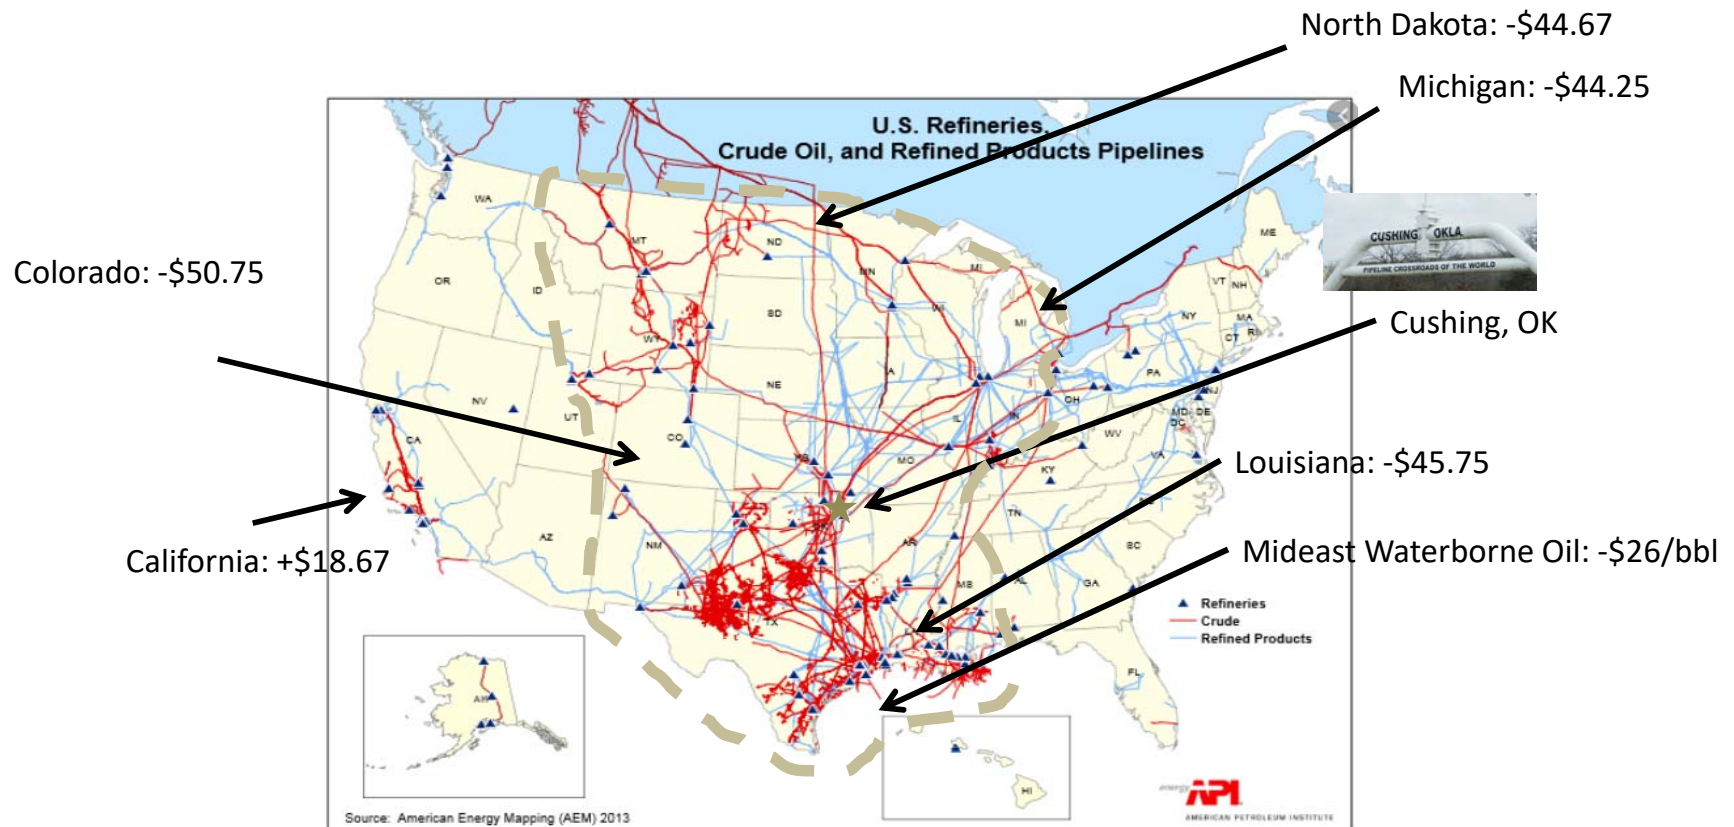 North Dakota: -$44.67
Michigan: -$44.25
U.S. Refineries,
Crude Oil, and Refined Products Pipelines
CUSHING OKLA
PIPELINE CROSSROADS OF THE WORLD
Colorado: -$50.75
Cushing, OK
Louisiana: -$45.75
Mideast Waterborne Oil: -$26/bbl
California: +$18.67
WA
MT
ND
MN
MI
ME
VT
NH
OR
ID
SD
WI
MI
NY
MA
CT
RI
WY
NE
IA
PA
NJ
NV
UT
CO
IL
IN
OH
MD
DE
DC
WV
CA
KS
MO
KY
VA
AZ
NM
AR
TN
SC
TX
MS
AL
GA
FL
Refineries
Crude
Refined Products
HI
energy API
AMERICAN PETROLEUM INSTITUTE
Source: American Energy Mapping (AEM) 2013